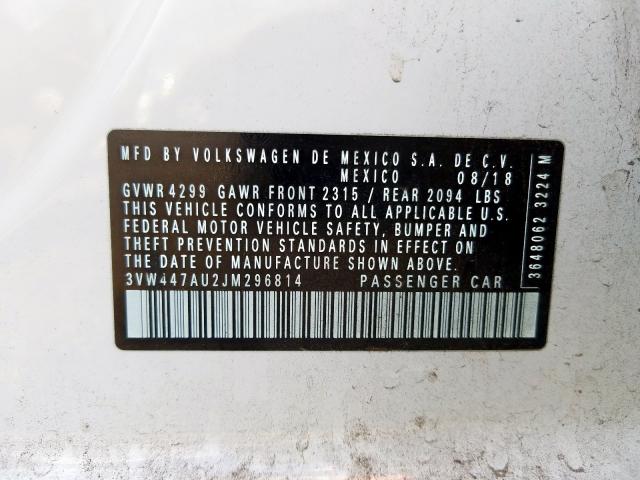 MFD BY VOLKSWAGEN DE MEXICO S.A. DE C.V.
MEXICO 08/18
GVWR 4299 GAWR FRONT 2315 / REAR 2094 LBS
THIS VEHICLE CONFORMS TO ALL APPLICABLE U.S.
FEDERAL MOTOR VEHICLE SAFETY, BUMPER AND
THEFT PREVENTION STANDARDS IN EFFECT ON
THE DATE OF MANUFACTURE SHOWN ABOVE.
3VW447AU2JM296814 PASSENGER CAR
3648062 3224 M